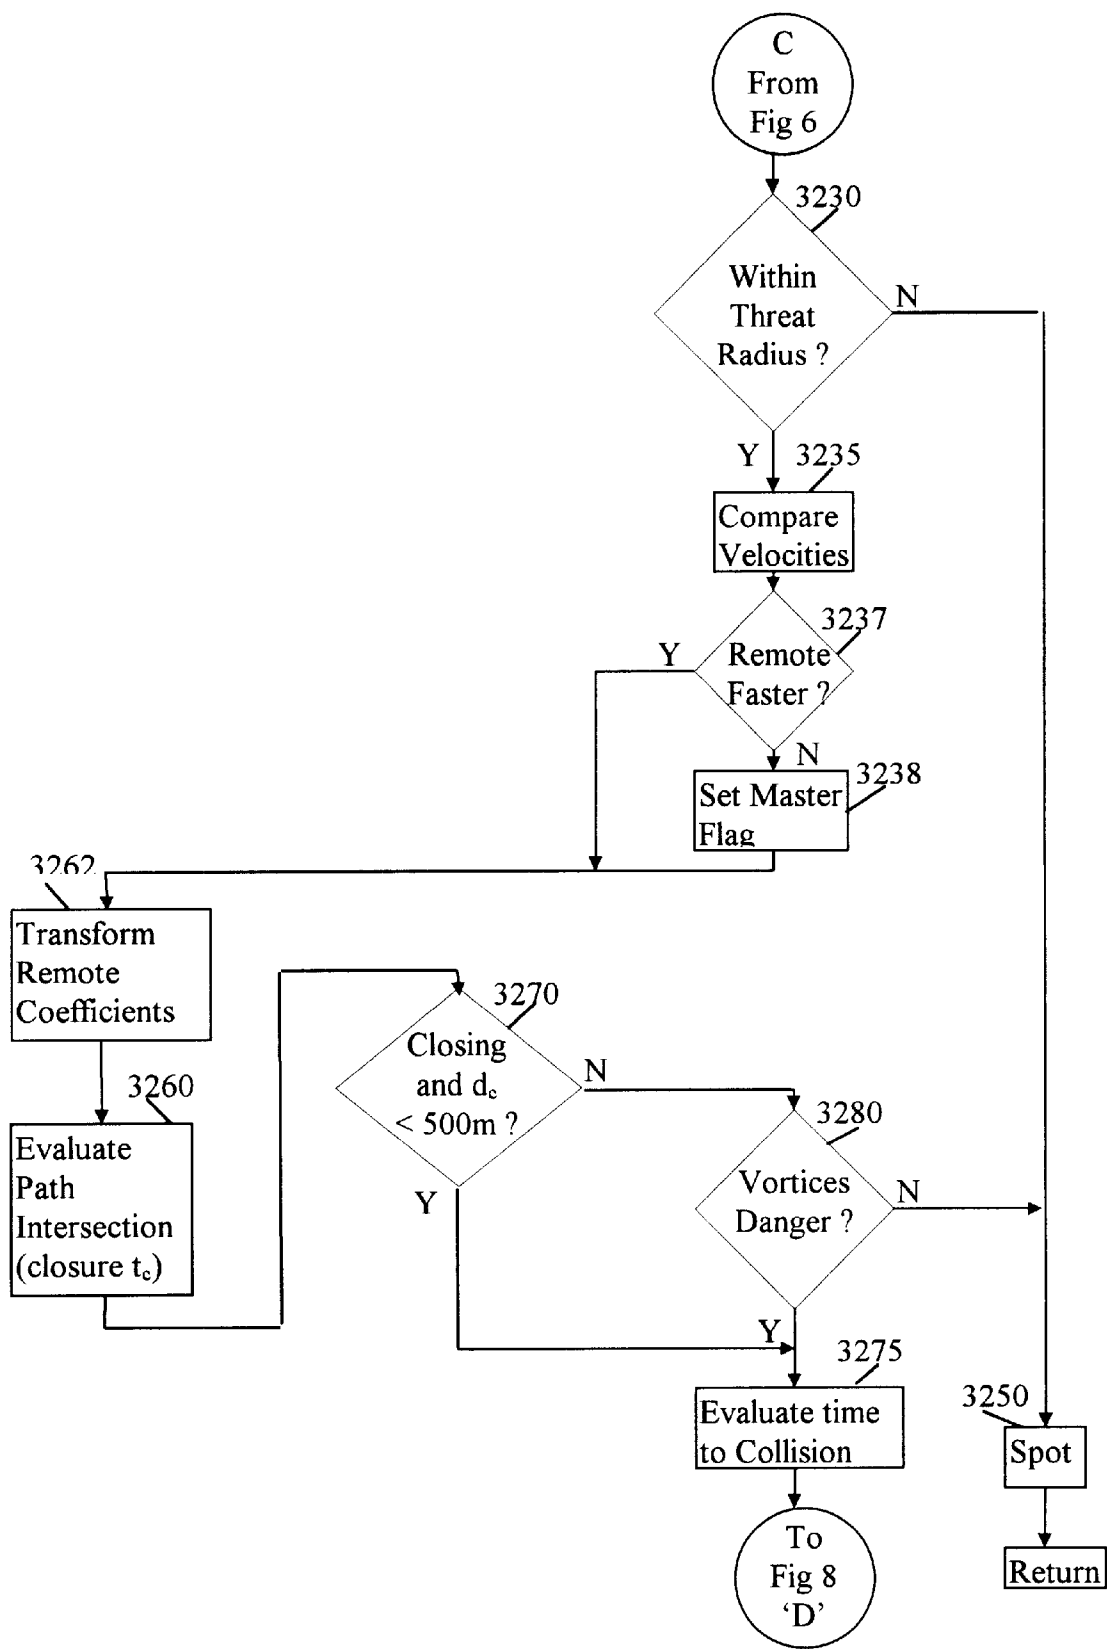 C
From
Fig 6
3230
Within
Threat
Radius ?
N
Y
3235
Compare
Velocities
3237
Remote
Faster ?
Y
N
3238
Set Master
Flag
3262
Transform
Remote
Coefficients
3260
Evaluate
Path
Intersection
(closure tc)
3270
Closing
and dc
< 500m ?
N
Y
3280
Vortices
Danger ?
N
Y
3275
Evaluate time
to Collision
3250
Spot
Return
To
Fig 8
‘D’